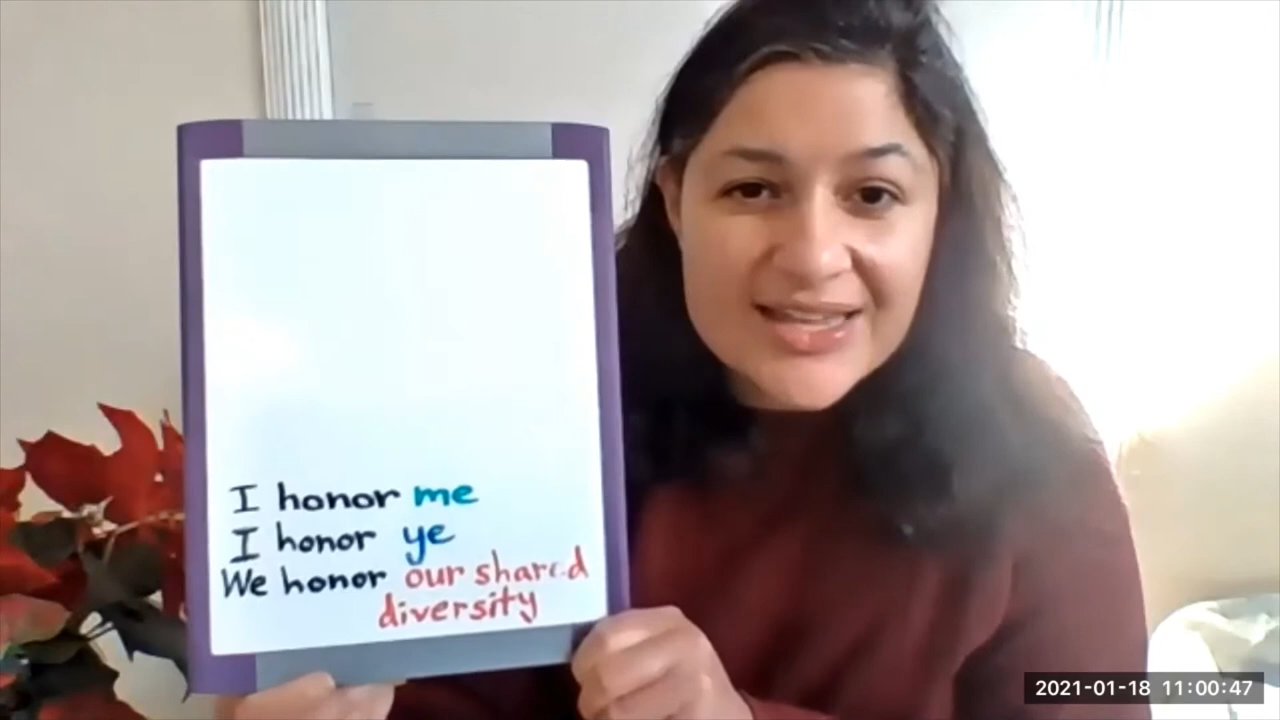 I honor me
I honor ye
We honor our shared
diversity
2021-01-18 11:00:47